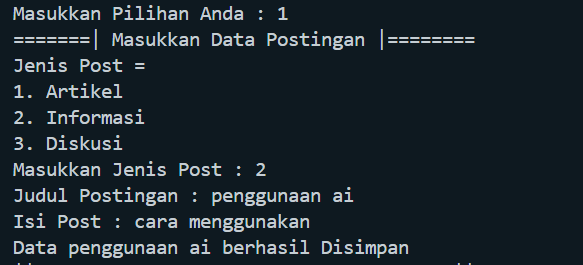 Masukkan Pilihan Anda : 1
=======| Masukkan Data Postingan |========
Jenis Post =
1. Artikel
2. Informasi
3. Diskusi
Masukkan Jenis Post : 2
Judul Postingan : penggunaan ai
Isi Post : cara menggunakan
Data penggunaan ai berhasil Disimpan